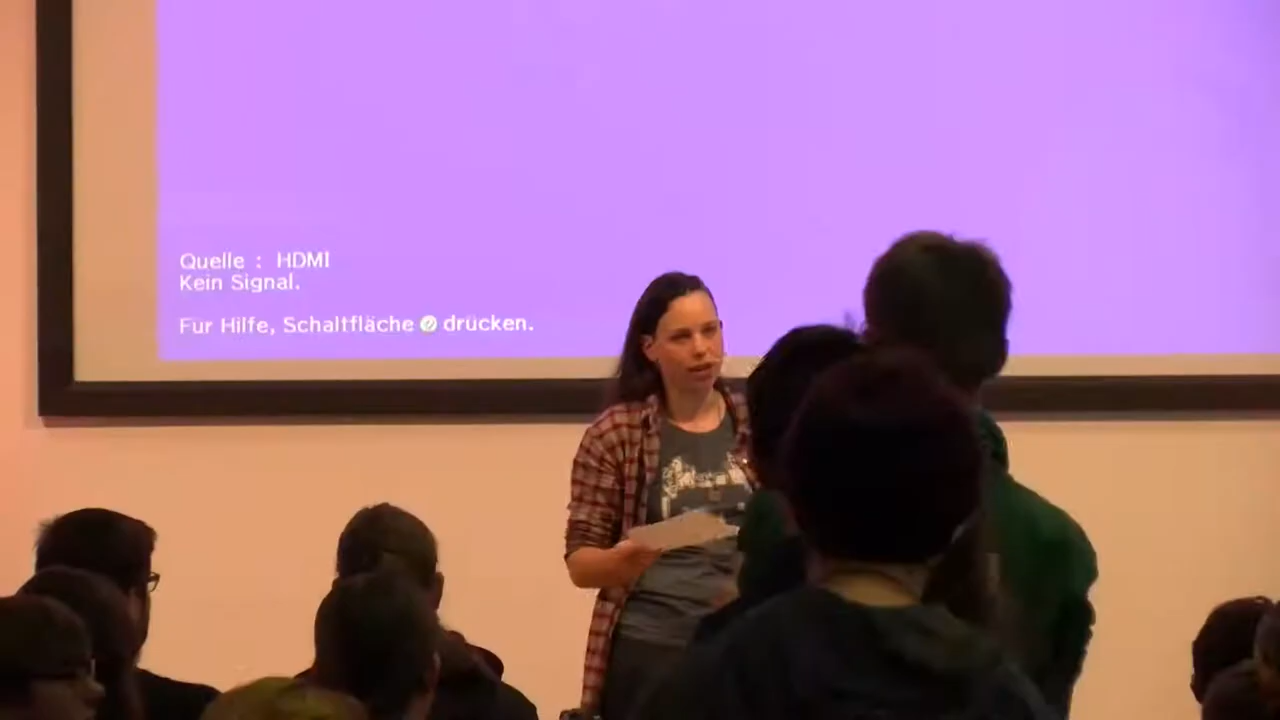 Quelle : HDMI
Kein Signal.
Für Hilfe, Schaltfläche drücken.